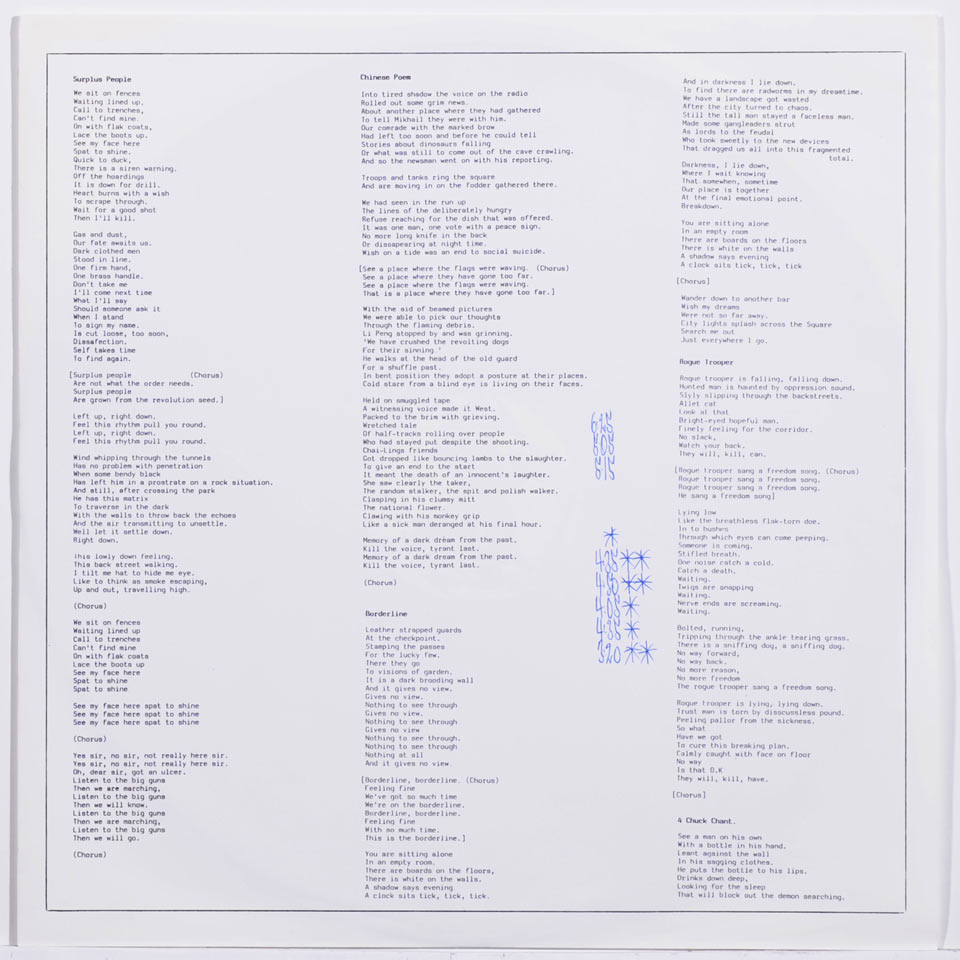 Surplus People
We sit on fences
Waiting lined up.
Call to trenches,
Can't find mine.
On with flak coats,
Lace the boots up.
See my face here
Spat to shine.
Quick to duck,
There is a siren warning.
Off the hoardings
It is down for drill.
Heart burns with a wish
To scrape through.
Wait for a good shot
Then I'll kill.
Gas and dust,
Our fate awaits us.
Dark clothed men
Stood in line.
One firm hand,
One brass handle.
Don't take me
I'll come next time
What I'll say
Should someone ask it
When I stand
To sign my name.
Is cut loose, too soon,
Dissafection.
Self takes time
To find again.
[Surplus people (Chorus)
Are not what the order needs.
Surplus people
Are grown from the revolution seed.]
Left up, right down.
Feel this rhythm pull you round.
Left up, right down.
Feel this rhythm pull you round.
Wind whipping through the tunnels
Has no problem with penetration
When some bendy black
Has left him in a prostrate on a rock situation.
And still, after crossing the park
He has this matrix
To traverse in the dark
With the walls to throw back the echoes
And the air transmitting to unsettle.
Well let it settle down.
Right down.
This lowly down feeling.
This back street walking.
I tilt me hat to hide me eye.
Like to think as smoke escaping,
Up and out, travelling high.
(Chorus)
We sit on fences
Waiting lined up
Call to trenches
Can't find mine
On with flak coats
Lace the boots up
See my face here
Spat to shine
Spat to shine
See my face here spat to shine
See my face here spat to shine
See my face here spat to shine
(Chorus)
Yes sir, no sir, not really here sir.
Yes sir, no sir, not really here sir.
Oh, dear sir, got an ulcer.
Listen to the big guns
Then we are marching,
Listen to the big guns
Then we will know.
Listen to the big guns
Then we are marching,
Listen to the big guns
Then we will go.
(Chorus)
Chinese Poem
Into tired shadow the voice on the radio
Rolled out some grim news.
About another place where they had gathered
To tell Mikhail they were with him.
Our comrade with the marked brow
Had left too soon and before he could tell
Stories about dinosaurs falling
Or what was still to come out of the cave crawling.
And so the newsman went on with his reporting.
Troops and tanks ring the square
And are moving in on the fodder gathered there.
We had seen in the run up
The lines of the deliberately hungry
Refuse reaching for the dish that was offered.
It was one man, one vote with a peace sign.
No more long knife in the back
Or dissapearing at night time.
Wish on a tide was an end to social suicide.
[See a place where the flags were waving. (Chorus)
See a place where they have gone too far.
See a place where the flags were waving.
That is a place where they have gone too far.]
With the aid of beamed pictures
We were able to pick our thoughts
Through the flaming debris.
Li Peng stopped by and was grinning.
'We have crushed the revolting dogs
For their sinning.'
He walks at the head of the old guard
For a shuffle past.
In bent position they adopt a posture at their places.
Cold stare from a blind eye is living on their faces.
Held on smuggled tape
A witnessing voice made it West.
Packed to the brim with grieving.
Wretched tale
Of half-tracks rolling over people
Who had stayed put despite the shooting.
Chai-Lings friends
Got dropped like bouncing lambs to the slaughter.
To give an end to the start
It meant the death of an innocent's laughter.
She saw clearly the taker,
The random stalker, the spit and polish walker.
Clasping in his clumsy mitt
The national flower.
Clawing with his monkey grip
Like a sick man deranged at his final hour.
Memory of a dark dream from the past.
Kill the voice, tyrant last.
Memory of a dark dream from the past.
Kill the voice, tyrant last.
(Chorus)
Borderline
Leather strapped guards
At the checkpoint.
Stamping the passes
For the lucky few.
There they go
To visions of garden.
It is a dark brooding wall
And it gives no view.
Gives no view.
Nothing to see through
Gives no view.
Nothing to see through
Gives no view
Nothing to see through.
Nothing to see through
Nothing at all
And it gives no view.
[Borderline, borderline. (Chorus)
Feeling fine
We've got so much time
We're on the borderline.
Borderline, borderline.
Feeling fine
With so much time.
This is the borderline.]
You are sitting alone
In an empty room.
There are boards on the floors,
There is white on the walls.
A shadow says evening
A clock sits tick, tick, tick.
And in darkness I lie down.
To find there are radworms in my dreamtime.
We have a landscape got wasted
After the city turned to chaos.
Still the tall man stayed a faceless man.
Made some gangleaders strut
As lords to the feudal
Who took sweetly to the new devices
That dragged us all into this fragmented
total.
Darkness, I lie down,
Where I wait knowing
That somewhen, sometime
Our place is together
At the final emotional point.
Breakdown.
You are sitting alone
In an empty room
There are boards on the floors
There is white on the walls
A shadow says evening
A clock sits tick, tick, tick
[Chorus]
Wander down to another bar
Wish my dreams
Were not so far away.
City lights splash across the Square
Search me out
Just everywhere I go.
Rogue Trooper
Rogue trooper is falling, falling down.
Hunted man is haunted by oppression sound.
Slyly slipping through the backstreets.
Allet cat
Look at that
Bright-eyed hopeful man.
Finely feeling for the corridor.
No slack,
Watch your back.
They will, kill, can.
[Rogue trooper sang a freedom song. (Chorus)
Rogue trooper sang a freedom song.
Rogue trooper sang a freedom song.
He sang a freedom song]
Lying low
Like the breathless flak-torn doe.
In to bushes
Through which eyes can come peeping.
Someone is coming.
Stifled breath.
One noise catch a cold.
Catch a death.
Waiting.
Twigs are snapping
Waiting.
Nerve ends are screaming.
Waiting.
Bolted, running,
Tripping through the ankle tearing grass.
There is a sniffing dog, a sniffing dog.
No way forward,
No way back.
No more reason,
No more freedom
The rogue trooper sang a freedom song.
Rogue trooper is lying, lying down.
Trust man is torn by disscussless pound.
Peeling pallor from the sickness.
So what
Have we got
To cure this breaking plan.
Calmly caught with face on floor
No way
Is that O.K
They will, kill, have.
[Chorus]
4 Chuck Chant.
See a man on his own
With a bottle in his hand.
Leant against the wall
In his sagging clothes.
He puts the bottle to his lips.
Drinks down deep,
Looking for the sleep
That will block out the demon searching.